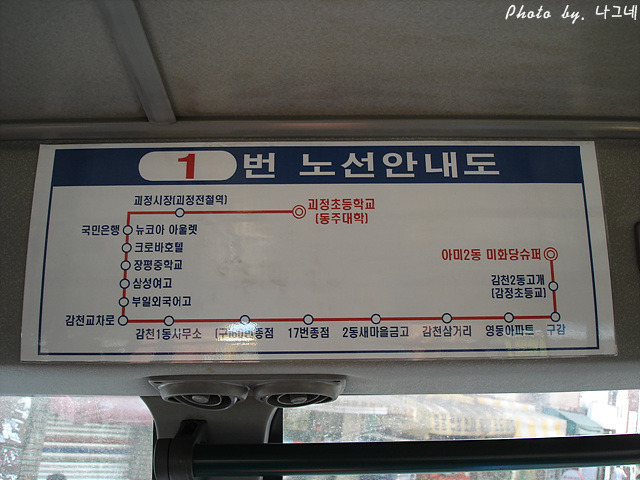 Photo by. 나그네
1번 노선안내도
괴정시장(괴정전철역)
괴정초등학교
(동주대학)
국민은행
뉴코아 아울렛
크로바호텔
장평중학교
삼성여고
부일외국어고
감천교차로
감천1동사무소
종점
17번종점
2동새마을금고
감천삼거리
영동아파트
구감
감천2동고개
(감정초등교)
아미2동 미화당슈퍼